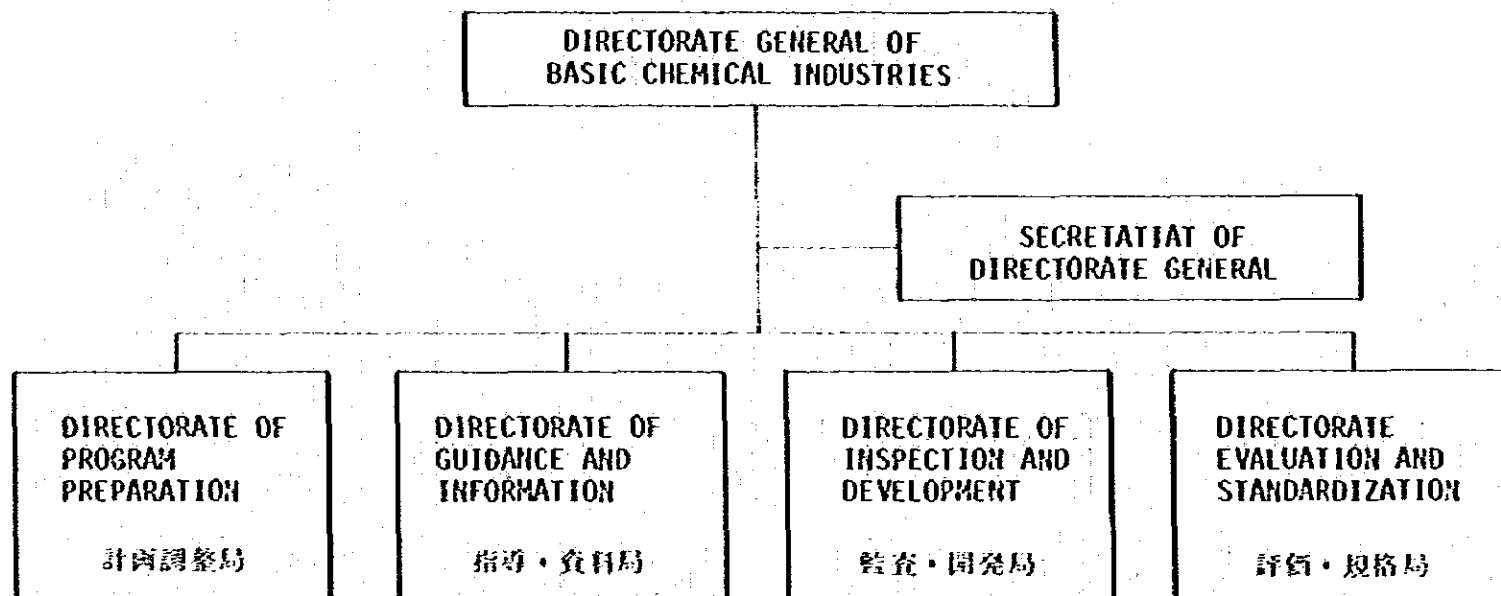 DIRECTORATE GENERAL OF
BASIC CHEMICAL INDUSTRIES
SECRETATIAT OF
DIRECTORATE GENERAL
DIRECTORATE OF
PROGRAM
PREPARATION
計画調整局
DIRECTORATE OF
GUIDANCE AND
INFORMATION
指導・資料局
DIRECTORATE OF
INSPECTION AND
DEVELOPMENT
監査・開発局
DIRECTORATE
EVALUATION AND
STANDARDIZATION
評価・規格局